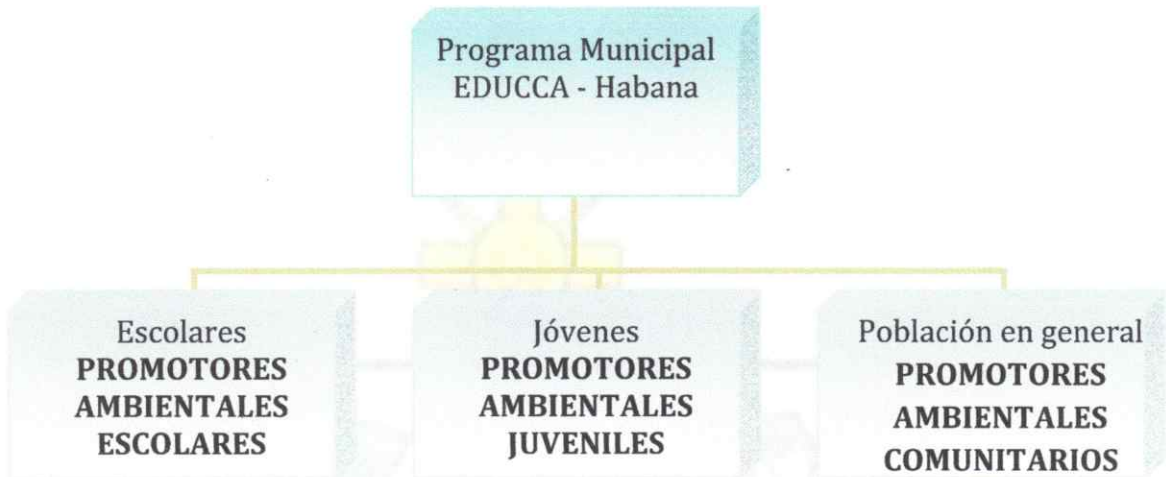 Programa Municipal
EDUCCA - Habana
Escolares
PROMOTORES
AMBIENTALES
ESCOLARES
Jóvenes
PROMOTORES
AMBIENTALES
JUVENILES
Población en general
PROMOTORES
AMBIENTALES
COMUNITARIOS